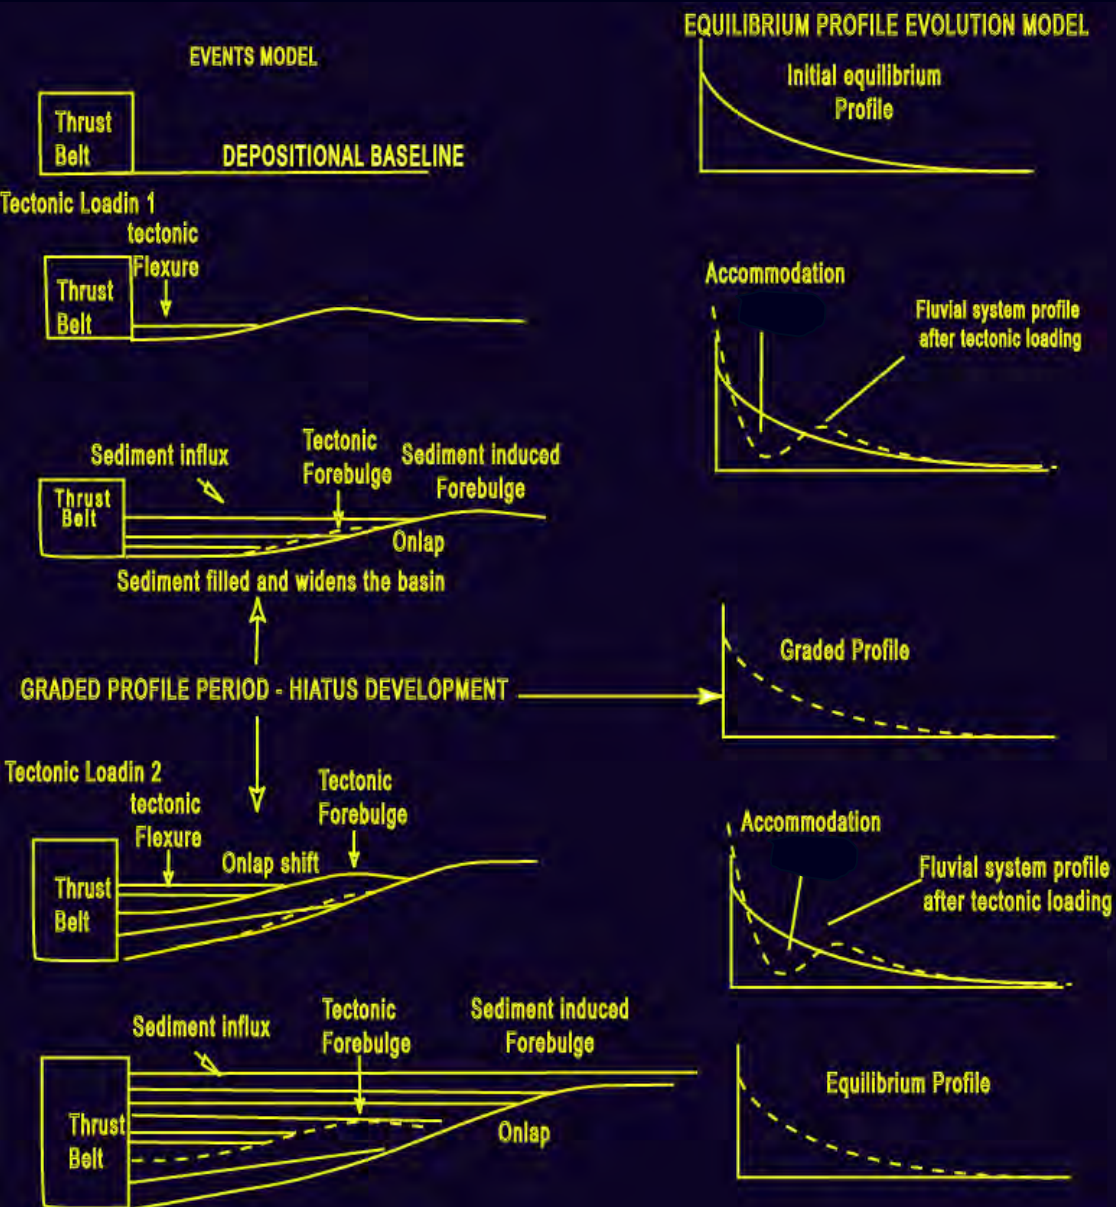 EVENTS MODEL
EQUILIBRIUM PROFILE EVOLUTION MODEL
Initial equilibrium
Profile
Thrust
Belt
DEPOSITIONAL BASELINE
Tectonic Loadin 1
tectonic
Flexure
Thrust
Belt
Accommodation
Fluvial system profile
after tectonic loading
Sediment influx
Tectonic
Forebulge
Sediment induced
Forebulge
Thrust
Belt
Onlap
Sediment filled and widens the basin
Graded Profile
GRADED PROFILE PERIOD - HIATUS DEVELOPMENT
Tectonic Loadin 2
tectonic
Flexure
Tectonic
Forebulge
Onlap shift
Thrust
Belt
Accommodation
Fluvial system profile
after tectonic loading
Sediment influx
Tectonic
Forebulge
Sediment induced
Forebulge
Thrust
Belt
Onlap
Equilibrium Profile